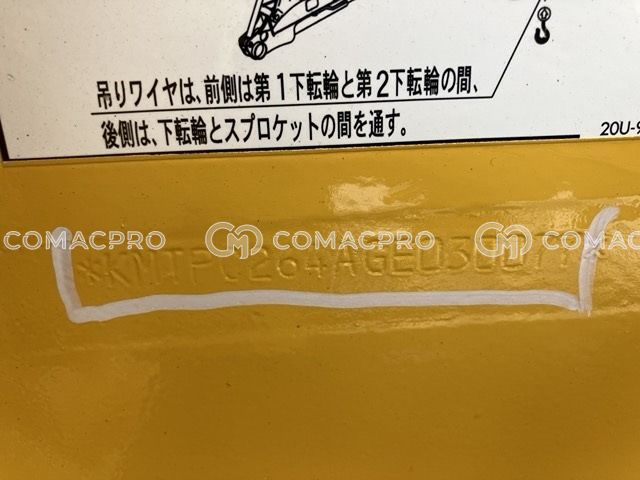 吊りワイヤは、前側は第1下転輪と第2下転輪の間、
後側は、下転輪とスプロケットの間を通す。
20U-9
COMACPRO COMACPRO